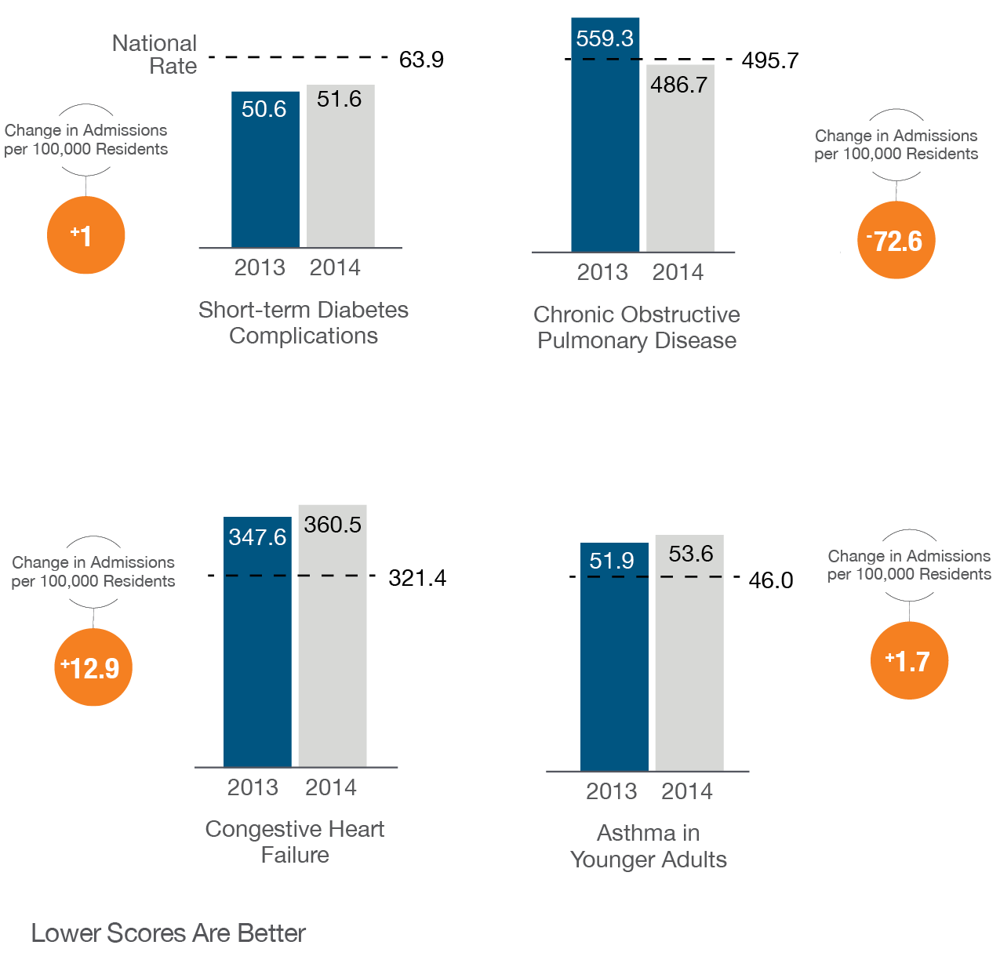 National
Rate
63.9
50.6
51.6
Change in Admissions
per 100,000 Residents
+1
2013
2014
Short-term Diabetes
Complications
559.3
495.7
486.7
Change in Admissions
per 100,000 Residents
-72.6
2013
2014
Chronic Obstructive
Pulmonary Disease
347.6
360.5
321.4
Change in Admissions
per 100,000 Residents
+12.9
2013
2014
Congestive Heart
Failure
51.9
53.6
46.0
Change in Admissions
per 100,000 Residents
+1.7
2013
2014
Asthma in
Younger Adults
Lower Scores Are Better